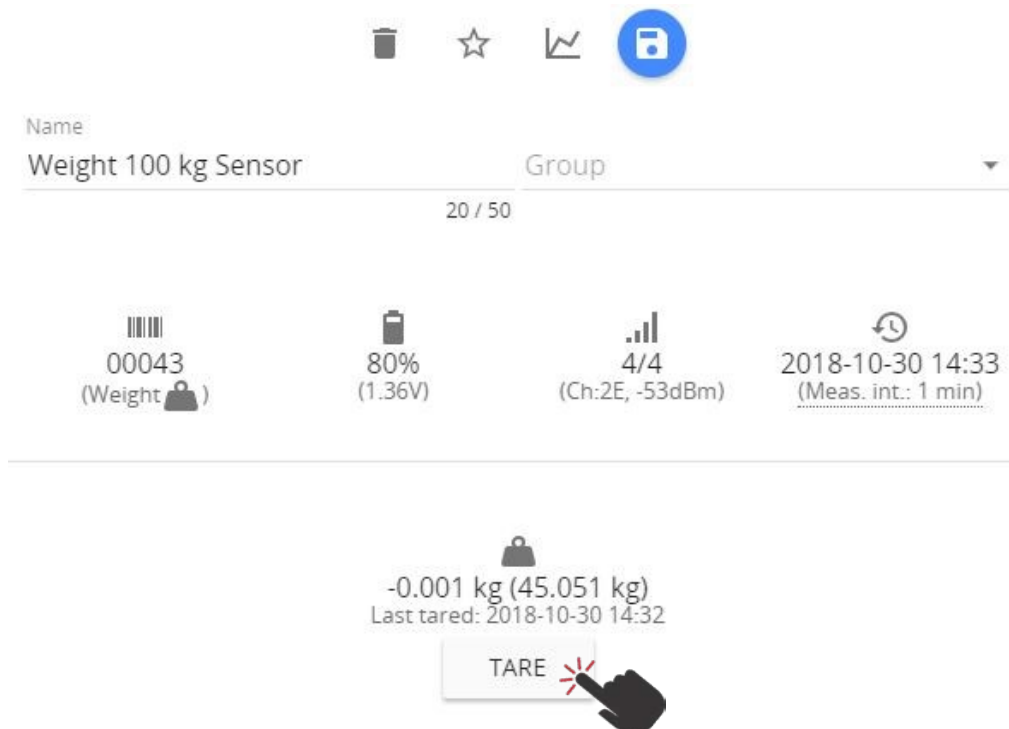 Name
Weight 100 kg Sensor
Group
20 / 50
00043
(Weight )
80%
(1.36V)
4/4
(Ch:2E, -53dBm)
2018-10-30 14:33
(Meas. int.: 1 min)
-0.001 kg (45.051 kg)
Last tared: 2018-10-30 14:32
TARE